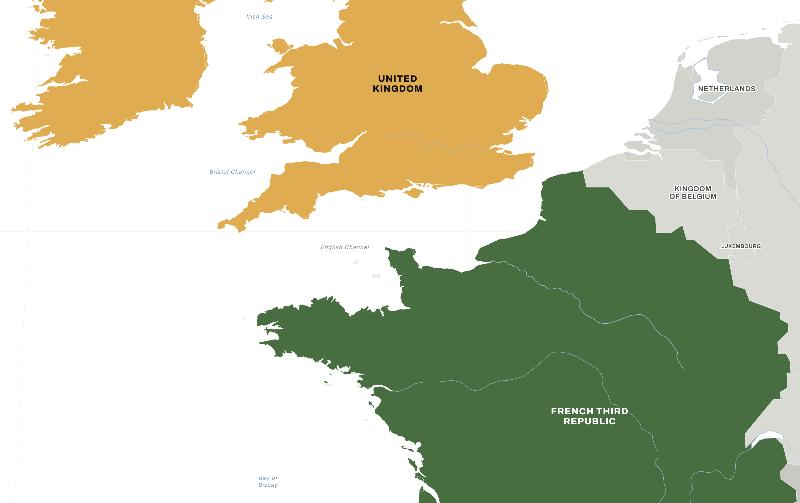 Irish Sea
UNITED
KINGDOM
NETHERLANDS
Bristol Channel
KINGDOM
OF BELGIUM
LUXEMBOURG
English Channel
FRENCH THIRD
REPUBLIC
Bay of
Biscay